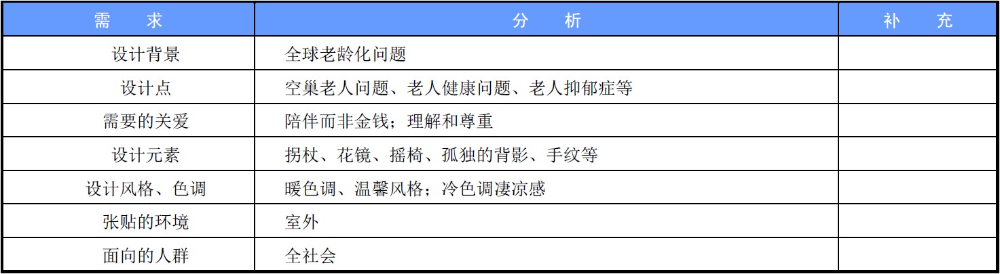 需 求 分 析 补 充
设计背景 全球老龄化问题
设计点 空巢老人问题、老人健康问题、老人抑郁症等
需要的关爱 陪伴而非金钱；理解和尊重
设计元素 拐杖、花镜、摇椅、孤独的背影、手纹等
设计风格、色调 暖色调、温馨风格；冷色调凄凉感
张贴的环境 室外
面向的人群 全社会